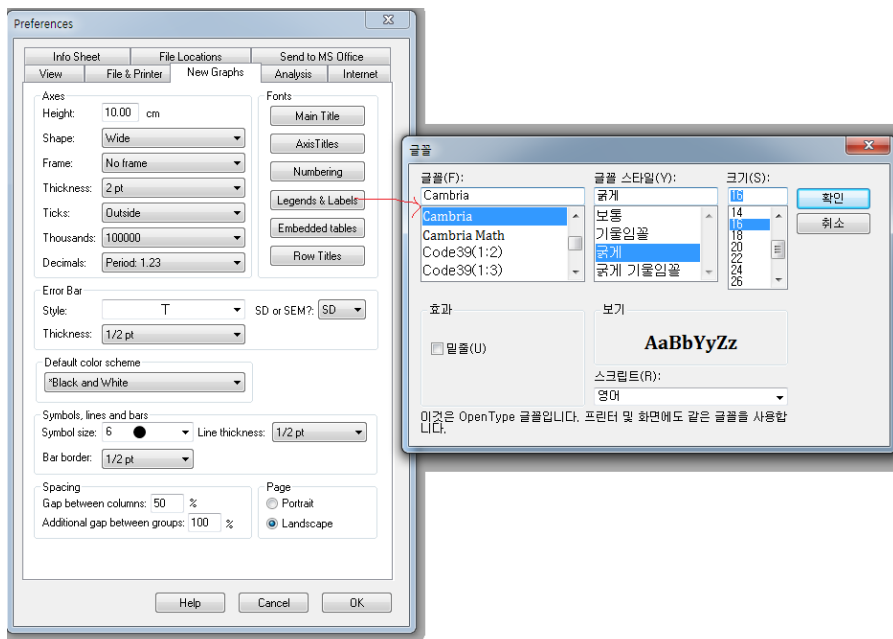 Preferences
Info Sheet File Locations Send to MS Office
View File & Printer New Graphs Analysis Internet
Axes
Height: 10.00 cm
Shape: Wide
Frame: No frame
Thickness: 2 pt
Ticks: Outside
Thousands: 100000
Decimals: Period: 1.23
Fonts
Main Title
AxisTitles
Numbering
Legends & Labels
Embedded tables
Row Titles
Error Bar
Style: SD or SEM?: SD
Thickness: 1/2 pt
Default color scheme
*Black and White
Symbols, lines and bars
Symbol size: 6 Line thickness: 1/2 pt
Bar border: 1/2 pt
Spacing
Gap between columns: 50 %
Additional gap between groups: 100 %
Page
Portrait
Landscape
Help Cancel OK
글꼴
글꼴(F):
Cambria
Cambria
Cambria Math
Code39(1:2)
Code39(1:3)
글꼴 스타일(Y):
굵게
보통
기울임꼴
굵게
굵게 기울임꼴
크기(S):
16
14
16
18
20
22
24
26
확인
취소
효과
밑줄(U)
보기
AaBbYyZz
스크립트(R):
영어
이것은 OpenType 글꼴입니다. 프린터 및 화면에도 같은 글꼴을 사용합
니다.